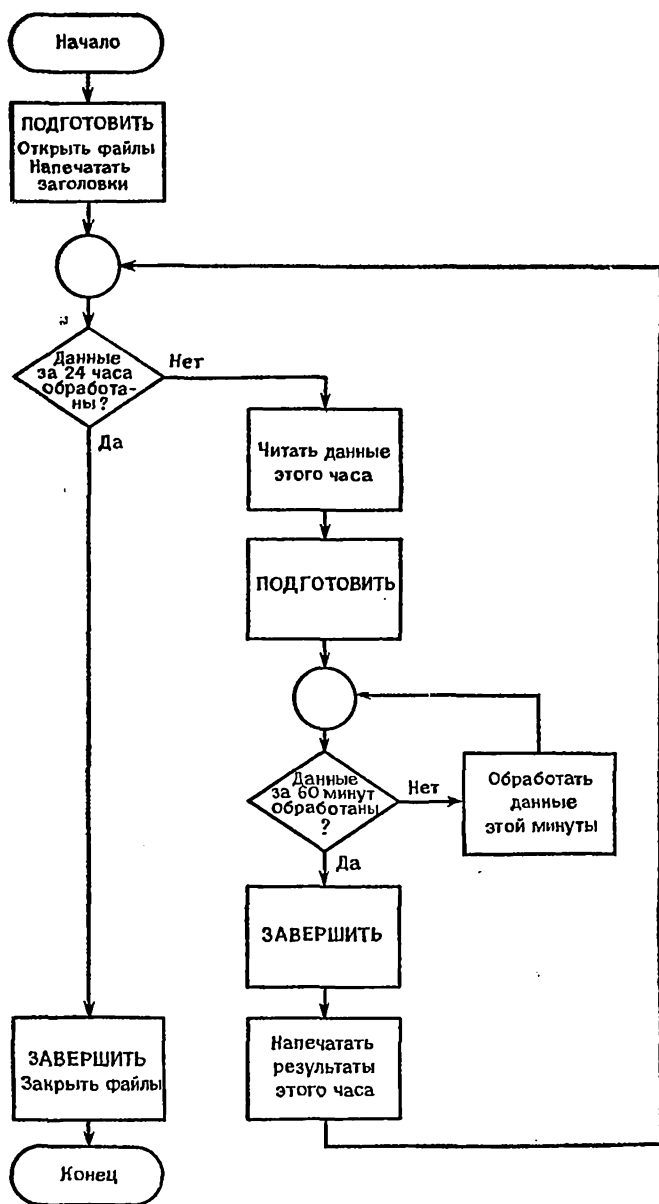 Начало
ПОДГОТОВИТЬ
Открыть файлы
Напечатать
заголовки
Данные
за 24 часа
обработа-
ны?
Нет
Да
Читать данные
этого часа
ПОДГОТОВИТЬ
Данные
за 60 минут
обработаны
?
Нет
Обработать
данные
этой минуты
Да
ЗАВЕРШИТЬ
Напечатать
результаты
этого часа
ЗАВЕРШИТЬ
Закрыть файлы
Конец